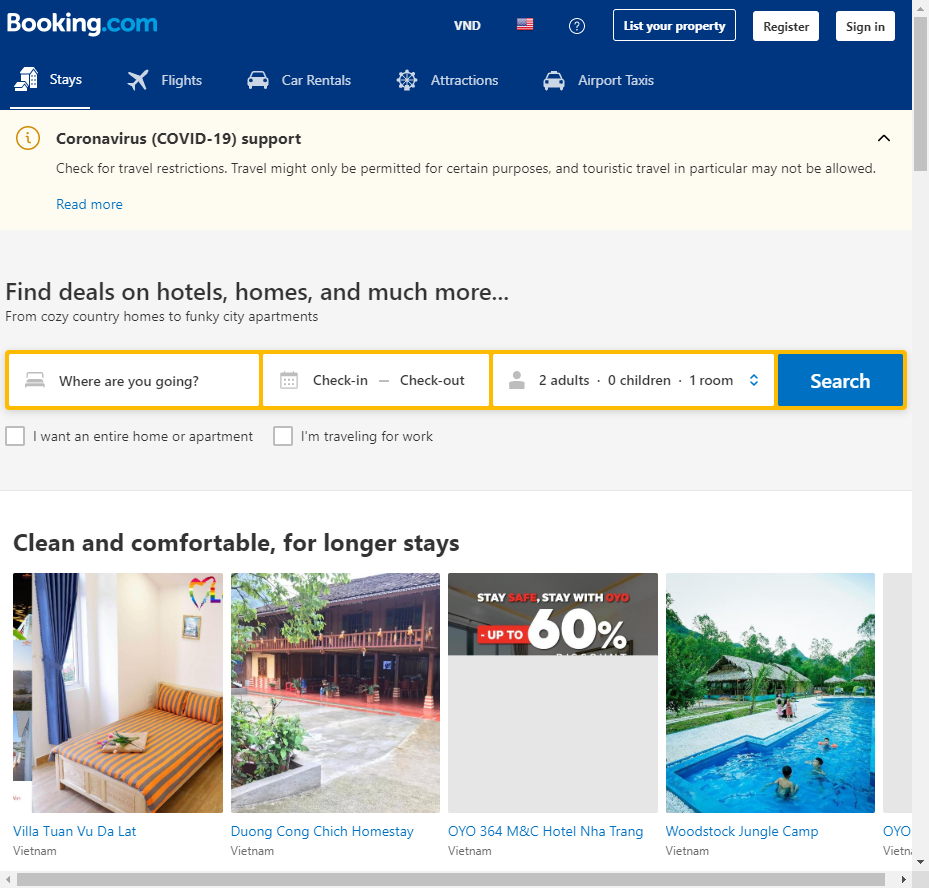 Booking.com
VND
List your property
Register
Sign in
Stays
Flights
Car Rentals
Attractions
Airport Taxis
Coronavirus (COVID-19) support
Check for travel restrictions. Travel might only be permitted for certain purposes, and touristic travel in particular may not be allowed.
Read more
Find deals on hotels, homes, and much more...
From cozy country homes to funky city apartments
Where are you going?
Check-in — Check-out
2 adults · 0 children · 1 room
Search
I want an entire home or apartment
I'm traveling for work
Clean and comfortable, for longer stays
STAY SAFE, STAY WITH OYO
- UP TO 60%
Villa Tuan Vu Da Lat
Vietnam
Duong Cong Chich Homestay
Vietnam
OYO 364 M&C Hotel Nha Trang
Vietnam
Woodstock Jungle Camp
Vietnam
OYO